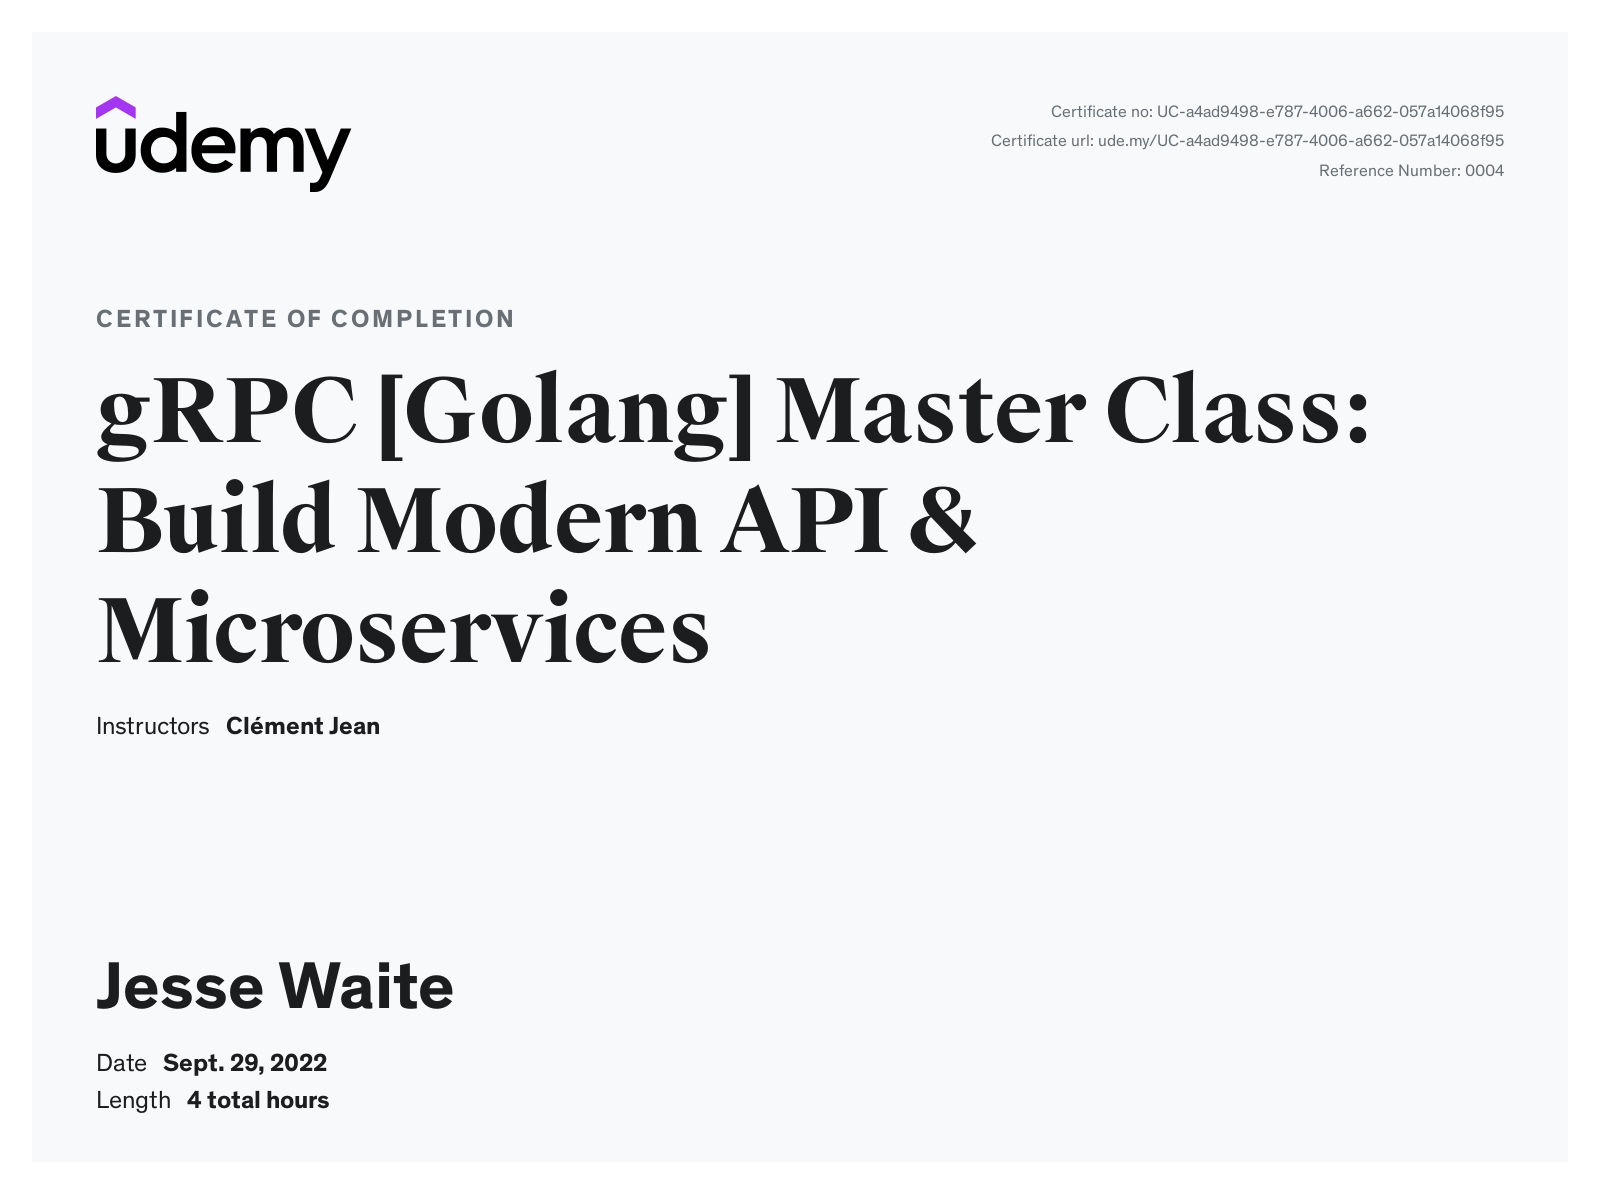 udemy
Certificate no: UC-a4ad9498-e787-4006-a662-057a14068f95
Certificate url: ude.my/UC-a4ad9498-e787-4006-a662-057a14068f95
Reference Number: 0004
CERTIFICATE OF COMPLETION
gRPC [Golang] Master Class:
Build Modern API &
Microservices
Instructors Clément Jean
Jesse Waite
Date Sept. 29, 2022
Length 4 total hours